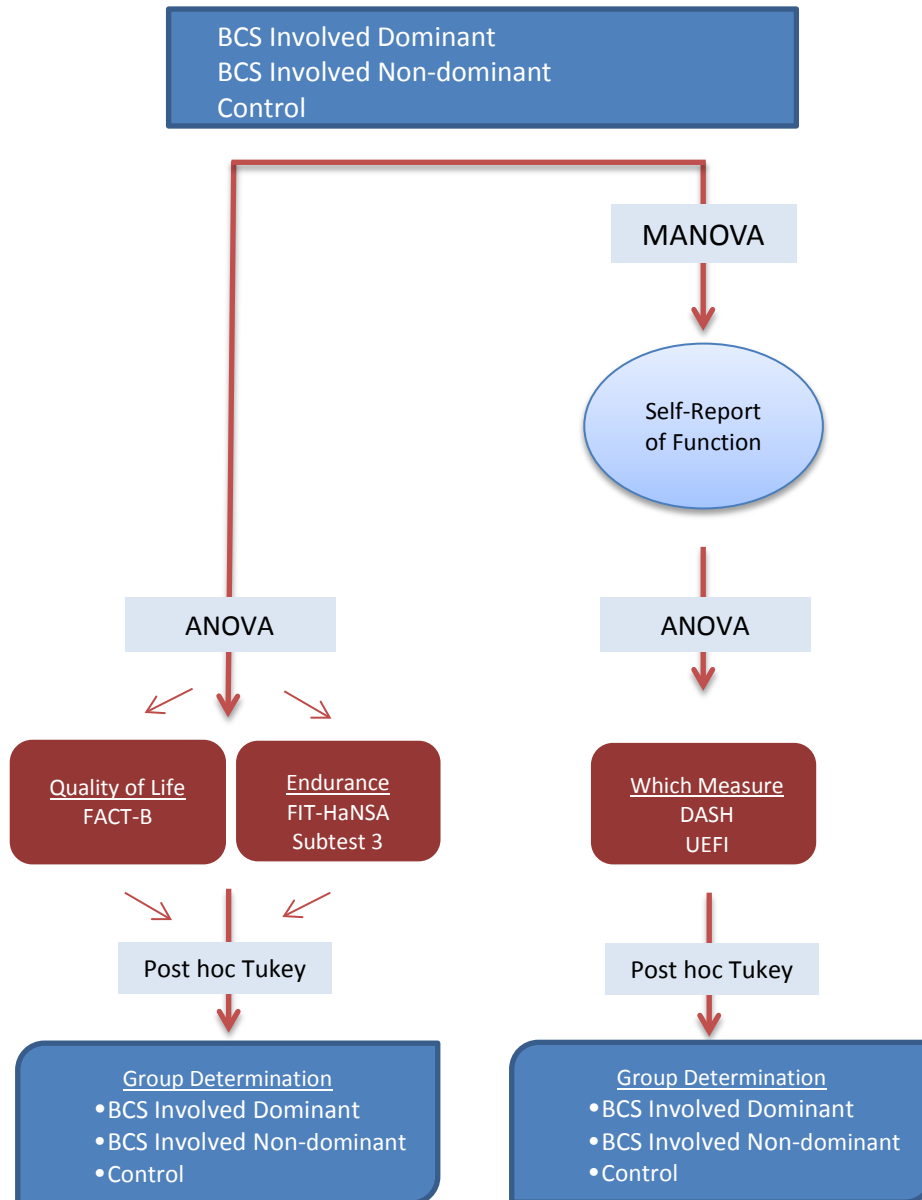 BCS Involved Dominant
BCS Involved Non-dominant
Control
MANOVA
Self-Report
of Function
ANOVA
ANOVA
Quality of Life
FACT-B
Endurance
FIT-HaNSA
Subtest 3
Which Measure
DASH
UEFI
Post hoc Tukey
Post hoc Tukey
Group Determination
•BCS Involved Dominant
•BCS Involved Non-dominant
•Control
Group Determination
•BCS Involved Dominant
•BCS Involved Non-dominant
•Control